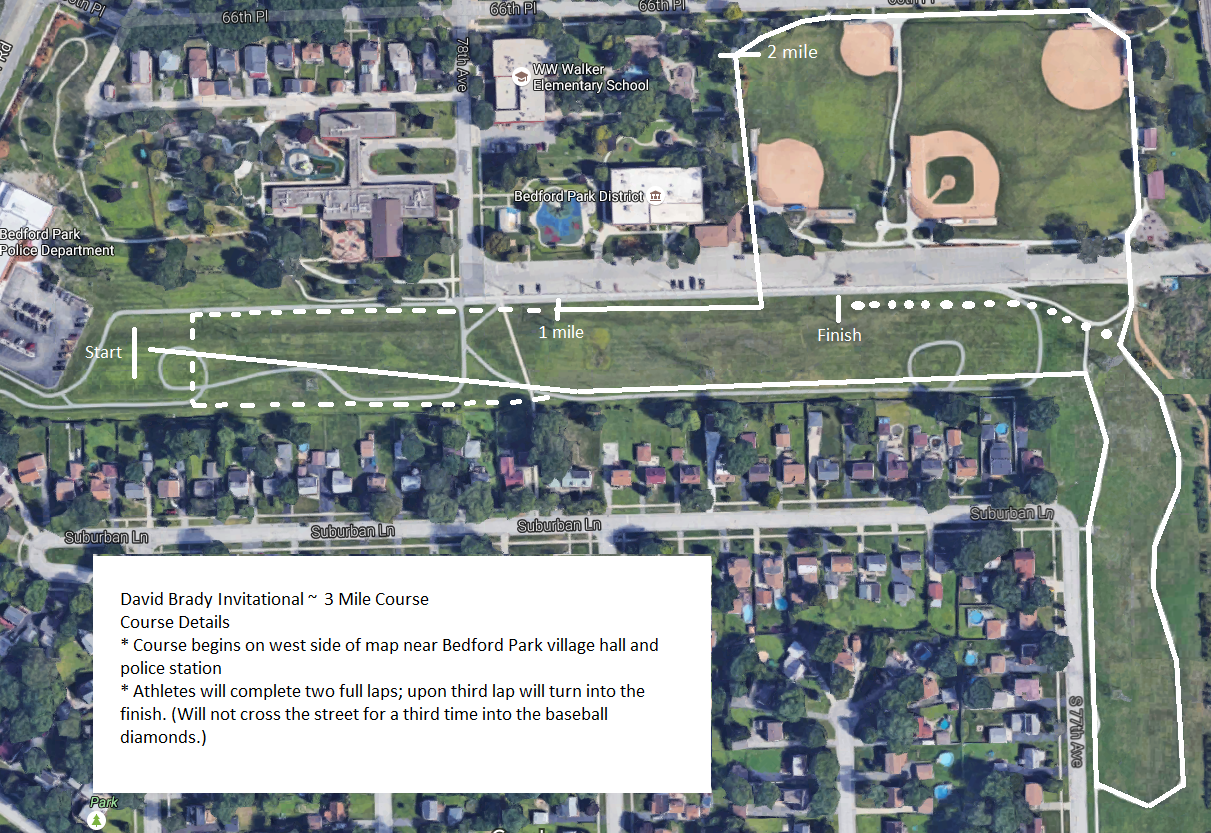 66th Pl
66th Pl
66th Pl
78th Ave
2 mile
WW Walker
Elementary School
Bedford Park District
Bedford Park
Police Department
1 mile
Finish
Start
Suburban Ln
Suburban Ln
Suburban Ln
Suburban Ln
S 77th Ave
David Brady Invitational ~ 3 Mile Course
Course Details
* Course begins on west side of map near Bedford Park village hall and
police station
* Athletes will complete two full laps; upon third lap will turn into the
finish. (Will not cross the street for a third time into the baseball
diamonds.)
Park